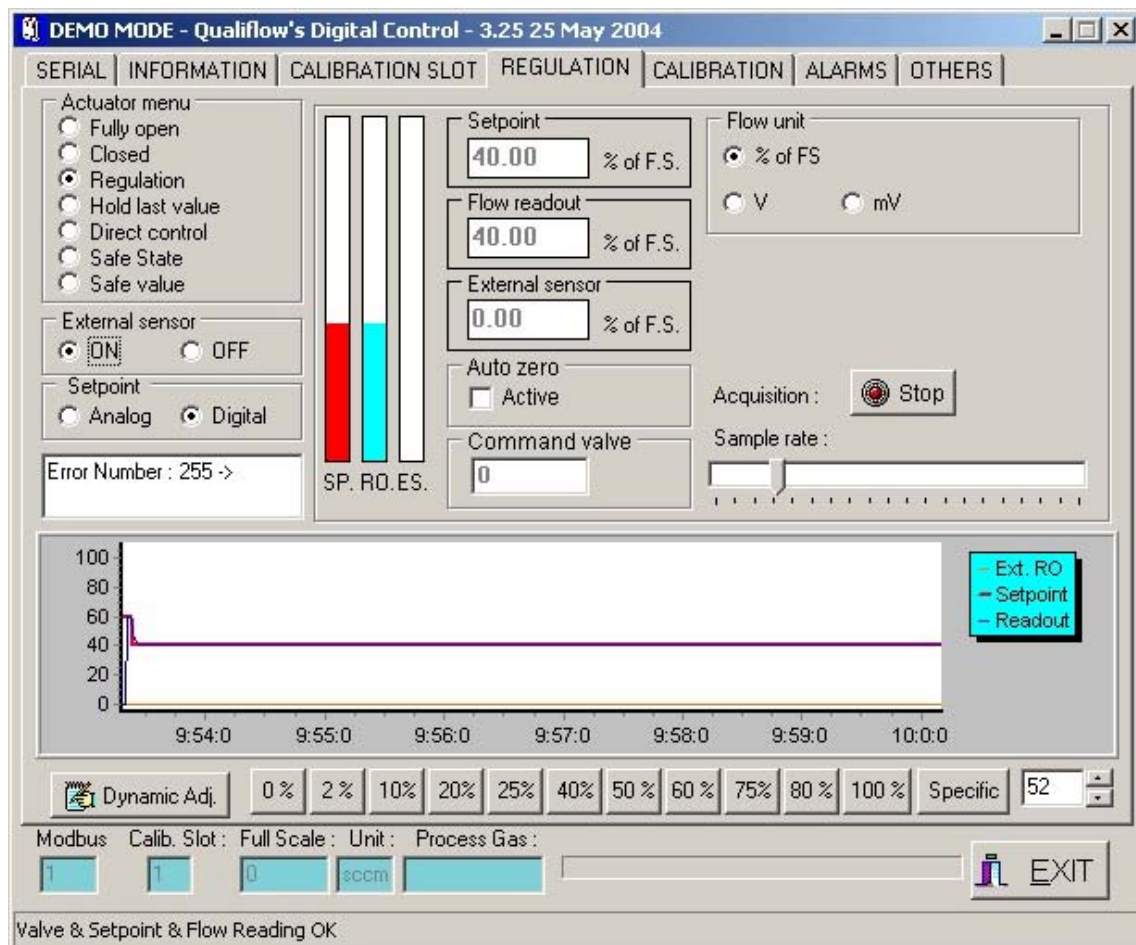 DEMO MODE - Qualiflow's Digital Control - 3.25 25 May 2004
SERIAL INFORMATION CALIBRATION SLOT REGULATION CALIBRATION ALARMS OTHERS
Actuator menu
Fully open
Closed
Regulation
Hold last value
Direct control
Safe State
Safe value
External sensor
ON OFF
Setpoint
Analog Digital
Error Number : 255 ->
SP. RO. ES.
Setpoint
40.00 % of F.S.
Flow readout
40.00 % of F.S.
External sensor
0.00 % of F.S.
Auto zero
Active
Command valve
0
Flow unit
% of FS
V mV
Acquisition : Stop
Sample rate :
100
80
60
40
20
0
9:54:0 9:55:0 9:56:0 9:57:0 9:58:0 9:59:0 10:0:0
Ext. RO
Setpoint
Readout
Dynamic Adj. 0 % 2 % 10% 20% 25% 40% 50 % 60 % 75% 80 % 100 % Specific 52
Modbus Calib. Slot : Full Scale : Unit : Process Gas :
1 1 0 sccm
EXIT
Valve & Setpoint & Flow Reading OK